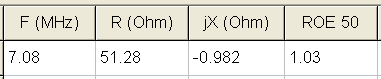 F (MHz) R (Ohm) jX (Ohm) ROE 50
7.08 51.28 -0.982 1.03